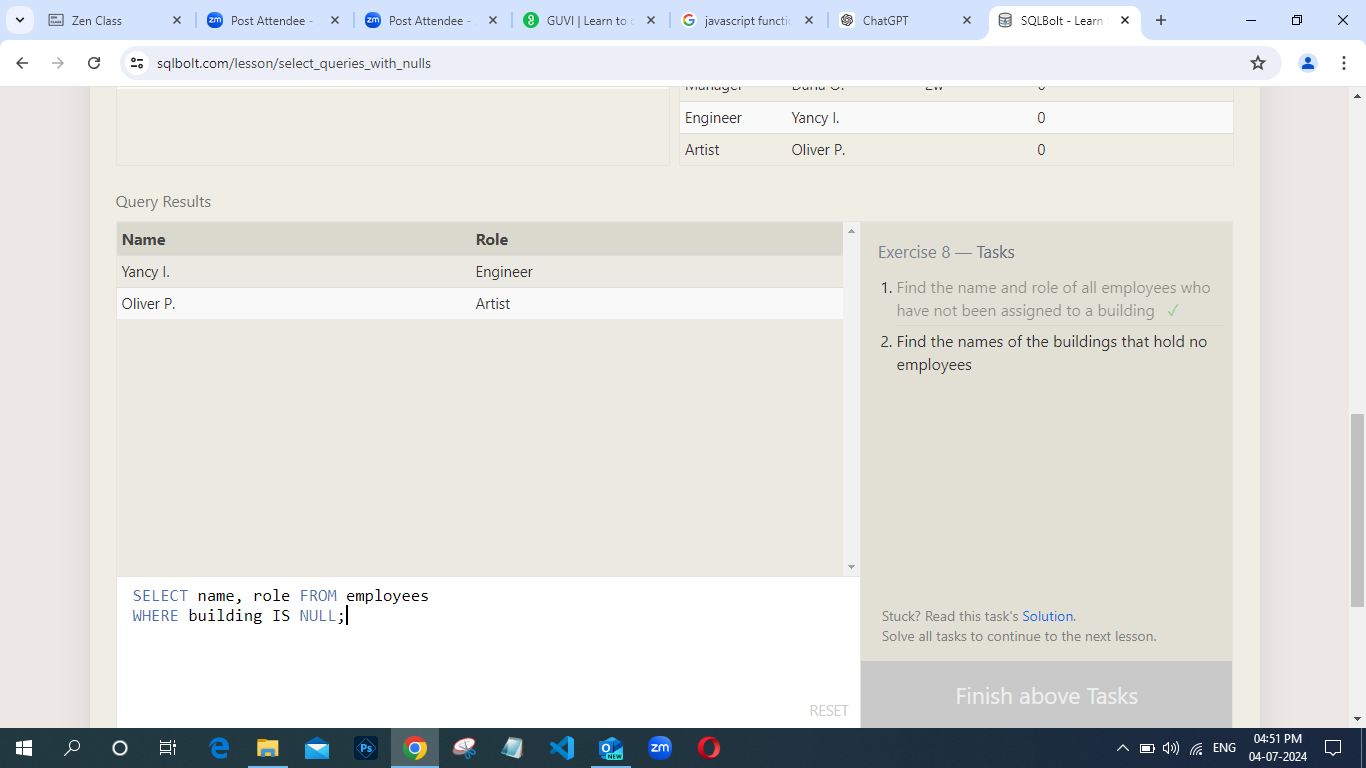 Zen Class
Post Attendee -
Post Attendee -
GUVI | Learn to c
javascript functio
ChatGPT
SQLBolt - Learn
sqlbolt.com/lesson/select_queries_with_nulls
Manager Dana O. 2w 0
Engineer Yancy I. 0
Artist Oliver P. 0
Query Results
Name Role
Yancy I. Engineer
Oliver P. Artist
Exercise 8 — Tasks
1. Find the name and role of all employees who
have not been assigned to a building ✓
2. Find the names of the buildings that hold no
employees
SELECT name, role FROM employees
WHERE building IS NULL;
RESET
Stuck? Read this task's Solution.
Solve all tasks to continue to the next lesson.
Finish above Tasks
ENG
04:51 PM
04-07-2024